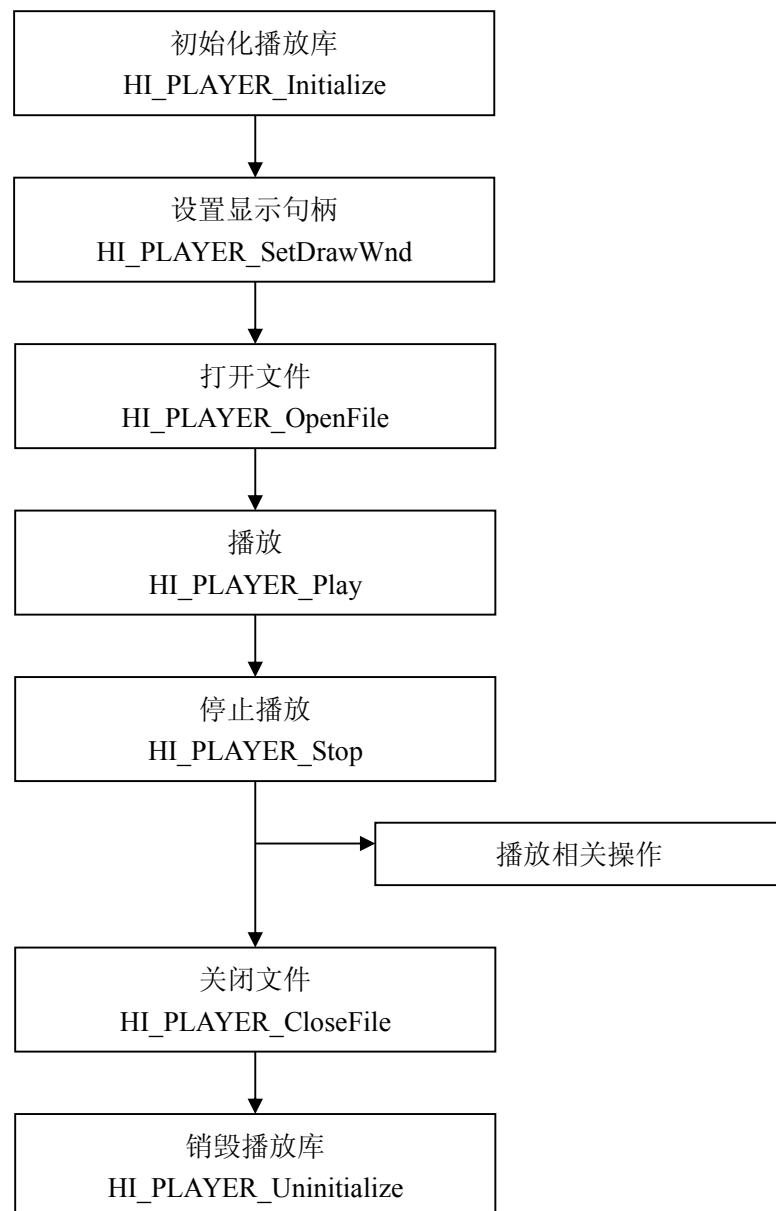 初始化播放库
HI_PLAYER_Initialize
设置显示句柄
HI_PLAYER_SetDrawWnd
打开文件
HI_PLAYER_OpenFile
播放
HI_PLAYER_Play
停止播放
HI_PLAYER_Stop
播放相关操作
关闭文件
HI_PLAYER_CloseFile
销毁播放库
HI_PLAYER_Uninitialize